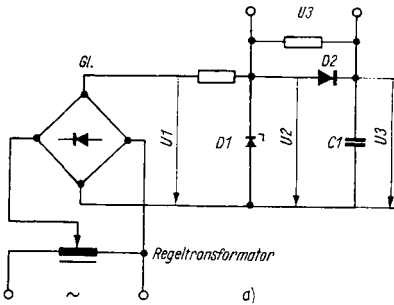 U3
Gl.
D2
U1
D1
U2
C1
U3
Regeltransformator
~
a)